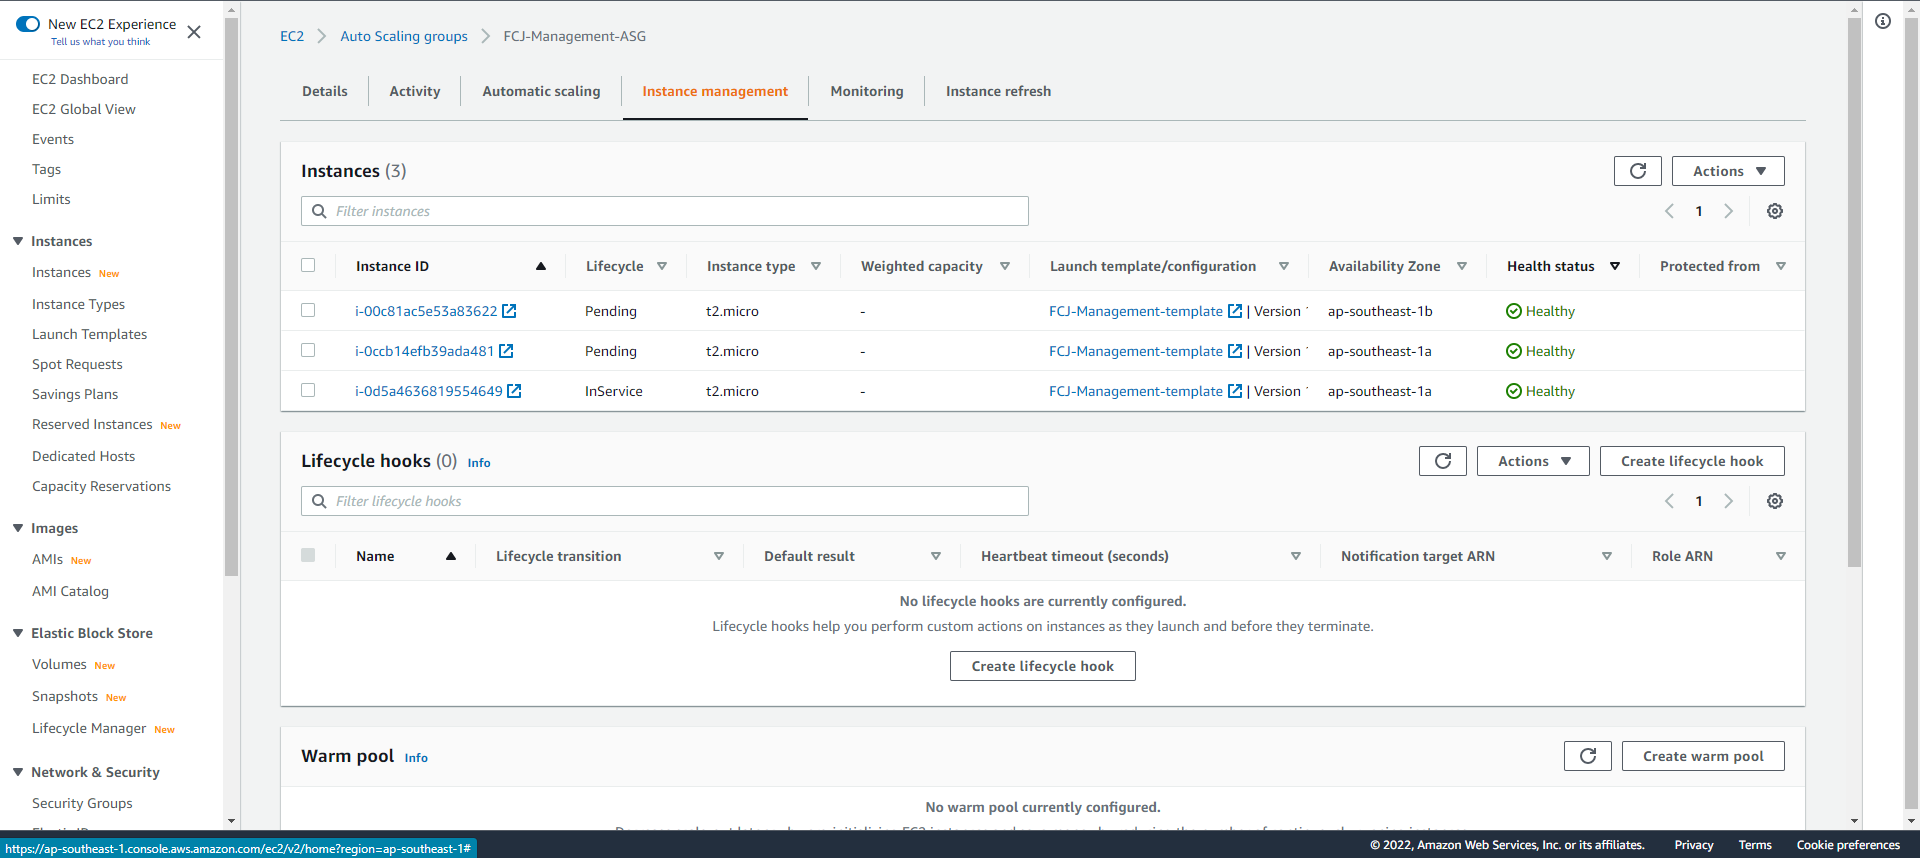 New EC2 Experience
Tell us what you think
EC2 Dashboard
EC2 Global View
Events
Tags
Limits
Instances
Instances New
Instance Types
Launch Templates
Spot Requests
Savings Plans
Reserved Instances New
Dedicated Hosts
Capacity Reservations
Images
AMIs New
AMI Catalog
Elastic Block Store
Volumes New
Snapshots New
Lifecycle Manager New
Network & Security
Security Groups
EC2 Auto Scaling groups FCJ-Management-ASG
Details Activity Automatic scaling Instance management Monitoring Instance refresh
Instances (3) Actions
Filter instances 1
Instance ID Lifecycle Instance type Weighted capacity Launch template/configuration Availability Zone Health status Protected from
i-00c81ac5e53a83622 Pending t2.micro - FCJ-Management-template | Version ap-southeast-1b Healthy
i-0ccb14efb39ada481 Pending t2.micro - FCJ-Management-template | Version ap-southeast-1a Healthy
i-0d5a4636819554649 InService t2.micro - FCJ-Management-template | Version ap-southeast-1a Healthy
Lifecycle hooks (0) Info Actions Create lifecycle hook
Filter lifecycle hooks 1
Name Lifecycle transition Default result Heartbeat timeout (seconds) Notification target ARN Role ARN
No lifecycle hooks are currently configured.
Lifecycle hooks help you perform custom actions on instances as they launch and before they terminate.
Create lifecycle hook
Warm pool Info Create warm pool
No warm pool currently configured.
https://ap-southeast-1.console.aws.amazon.com/ec2/v2/home?region=ap-southeast-1#
© 2022, Amazon Web Services, Inc. or its affiliates. Privacy Terms Cookie preferences